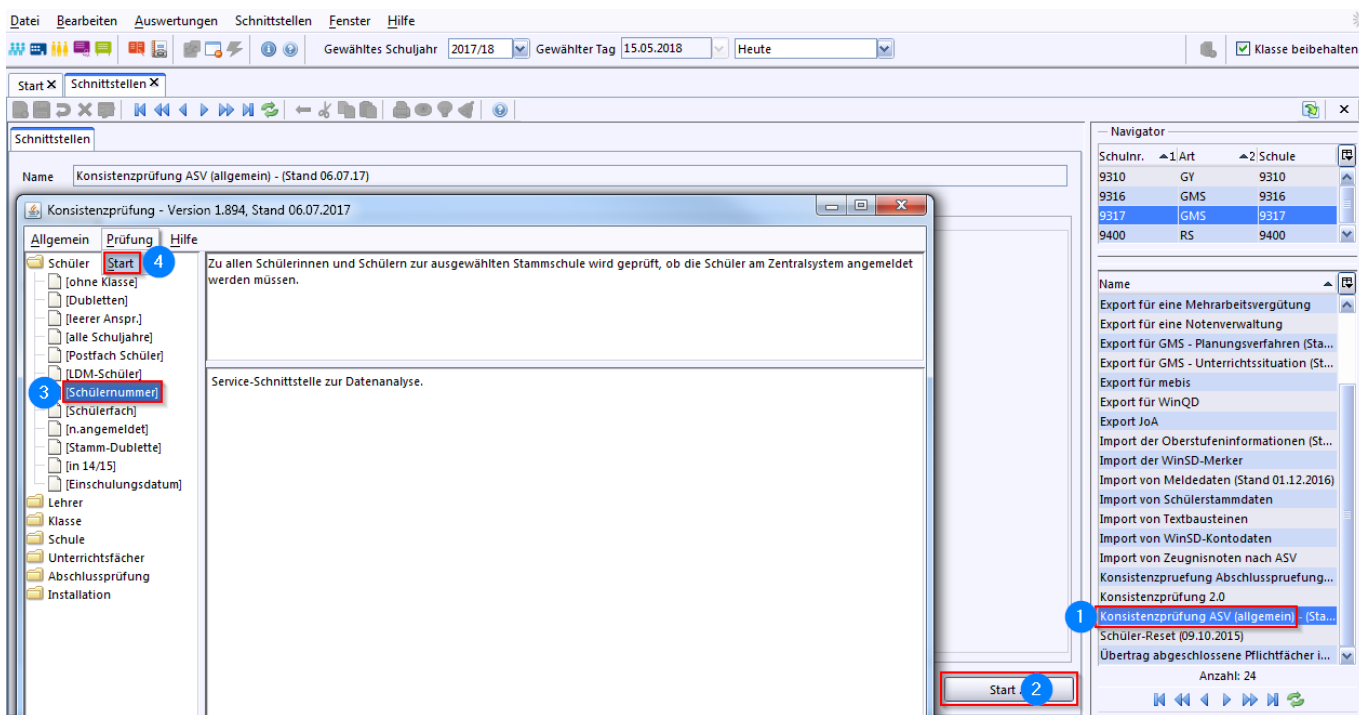 Datei Bearbeiten Auswertungen Schnittstellen Fenster Hilfe
Gewähltes Schuljahr 2017/18 Gewählter Tag 15.05.2018 Heute Klasse beibehalten
Start X Schnittstellen X
Schnittstellen
Name Konsistenzprüfung ASV (allgemein) - (Stand 06.07.17)
Konsistenzprüfung - Version 1.894, Stand 06.07.2017
Allgemein Prüfung Hilfe
Schüler Start 4
[ohne Klasse]
[Dubletten]
[leerer Anspr.]
[alle Schuljahre]
[Postfach Schüler]
[LDM-Schüler]
3 [Schülernummer]
[Schülerfach]
[n.angemeldet]
[Stamm-Dublette]
[in 14/15]
[Einschulungsdatum]
Lehrer
Klasse
Schule
Unterrichtsfächer
Abschlussprüfung
Installation
Zu allen Schülerinnen und Schülern zur ausgewählten Stammschule wird geprüft, ob die Schüler am Zentralsystem angemeldet
werden müssen.
Service-Schnittstelle zur Datenanalyse.
Start 2
Navigator
Schulnr. 1 Art 2 Schule
9310 GY 9310
9316 GMS 9316
9317 GMS 9317
9400 RS 9400
Name
Export für eine Mehrarbeitsvergütung
Export für eine Notenverwaltung
Export für GMS - Planungsverfahren (Sta...
Export für GMS - Unterrichtssituation (St...
Export für mebis
Export für WinQD
Export JoA
Import der Oberstufeninformationen (St...
Import der WinSD-Merker
Import von Meldedaten (Stand 01.12.2016)
Import von Schülerstammdaten
Import von Textbausteinen
Import von WinSD-Kontodaten
Import von Zeugnisnoten nach ASV
Konsistenzpruefung Abschlusspruefung...
Konsistenzprüfung 2.0
1 Konsistenzprüfung ASV (allgemein) - (Sta...
Schüler-Reset (09.10.2015)
Übertrag abgeschlossene Pflichtfächer i...
Anzahl: 24